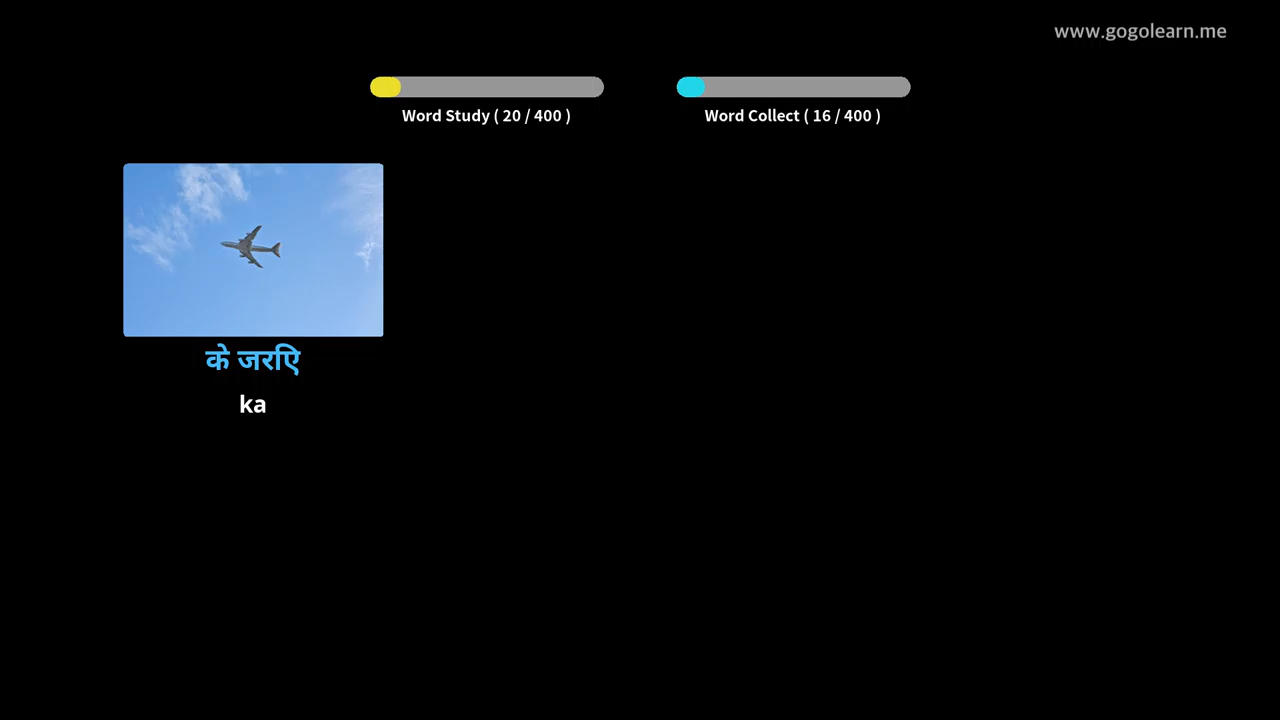 www.gogolearn.me
Word Study ( 20 / 400 )
Word Collect ( 16 / 400 )
के जरिए
ka